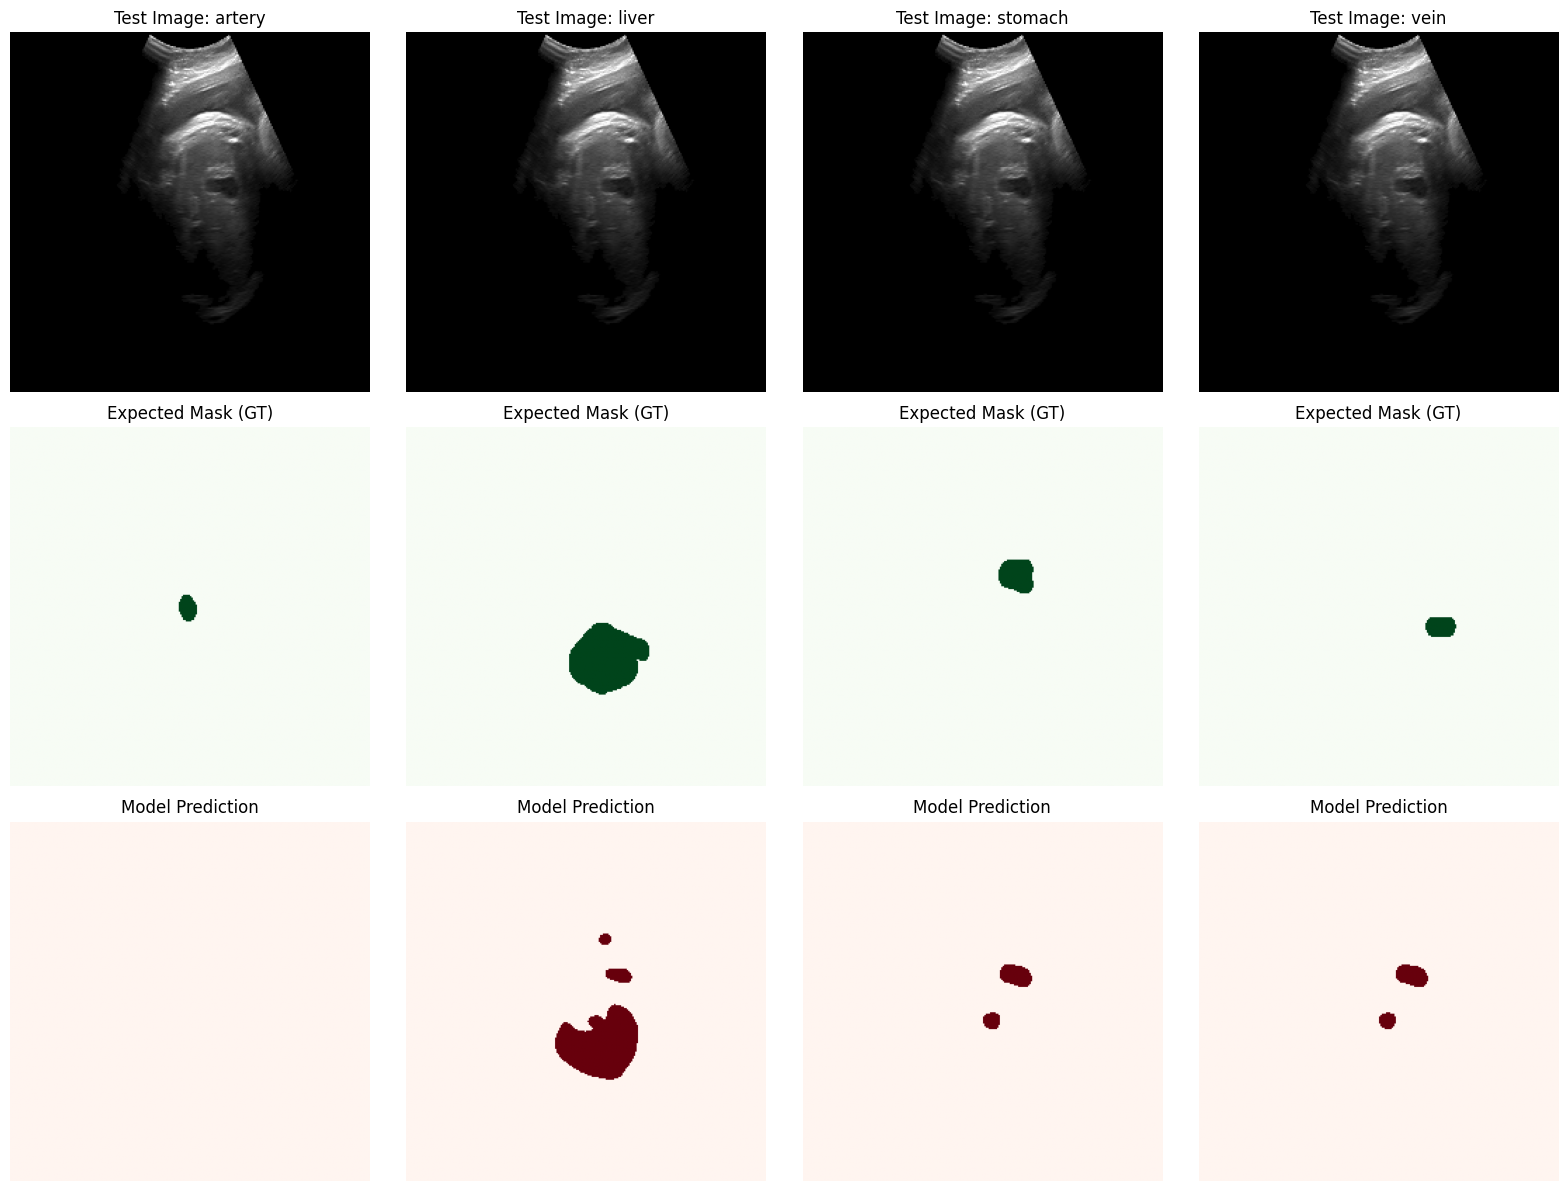 Test Image: artery
Test Image: liver
Test Image: stomach
Test Image: vein
Expected Mask (GT)
Expected Mask (GT)
Expected Mask (GT)
Expected Mask (GT)
Model Prediction
Model Prediction
Model Prediction
Model Prediction